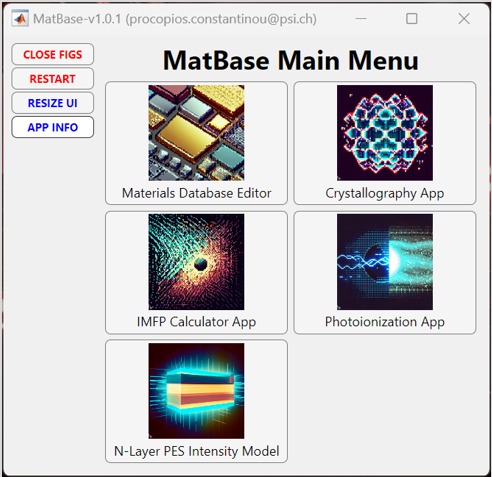 MatBase-v1.0.1 (procopios.constantinou@psi.ch)
CLOSE FIGS
RESTART
RESIZE UI
APP INFO
MatBase Main Menu
Materials Database Editor
Crystallography App
IMFP Calculator App
Photoionization App
N-Layer PES Intensity Model